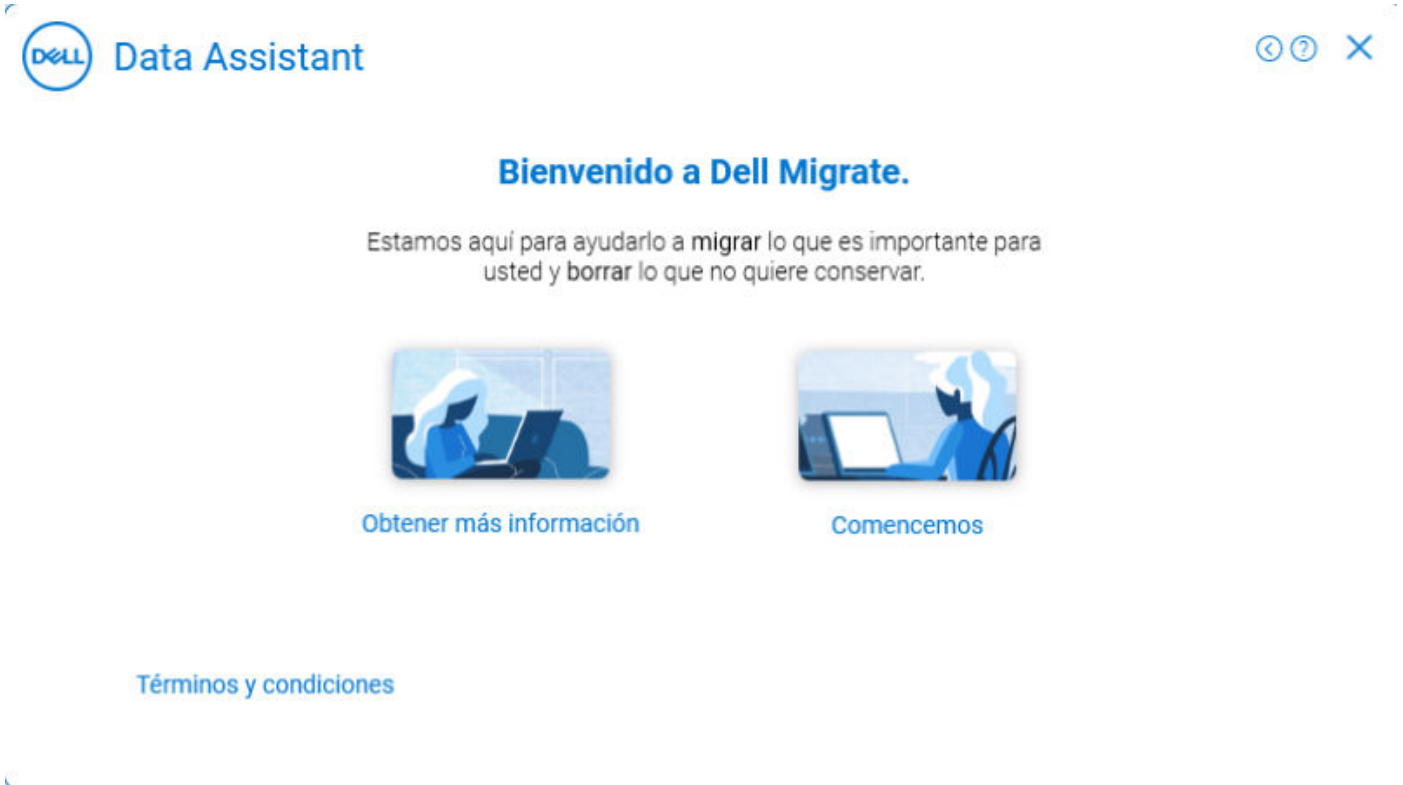 DELL Data Assistant
Bienvenido a Dell Migrate.
Estamos aquí para ayudarlo a migrar lo que es importante para
usted y borrar lo que no quiere conservar.
Obtener más información
Comencemos
Términos y condiciones